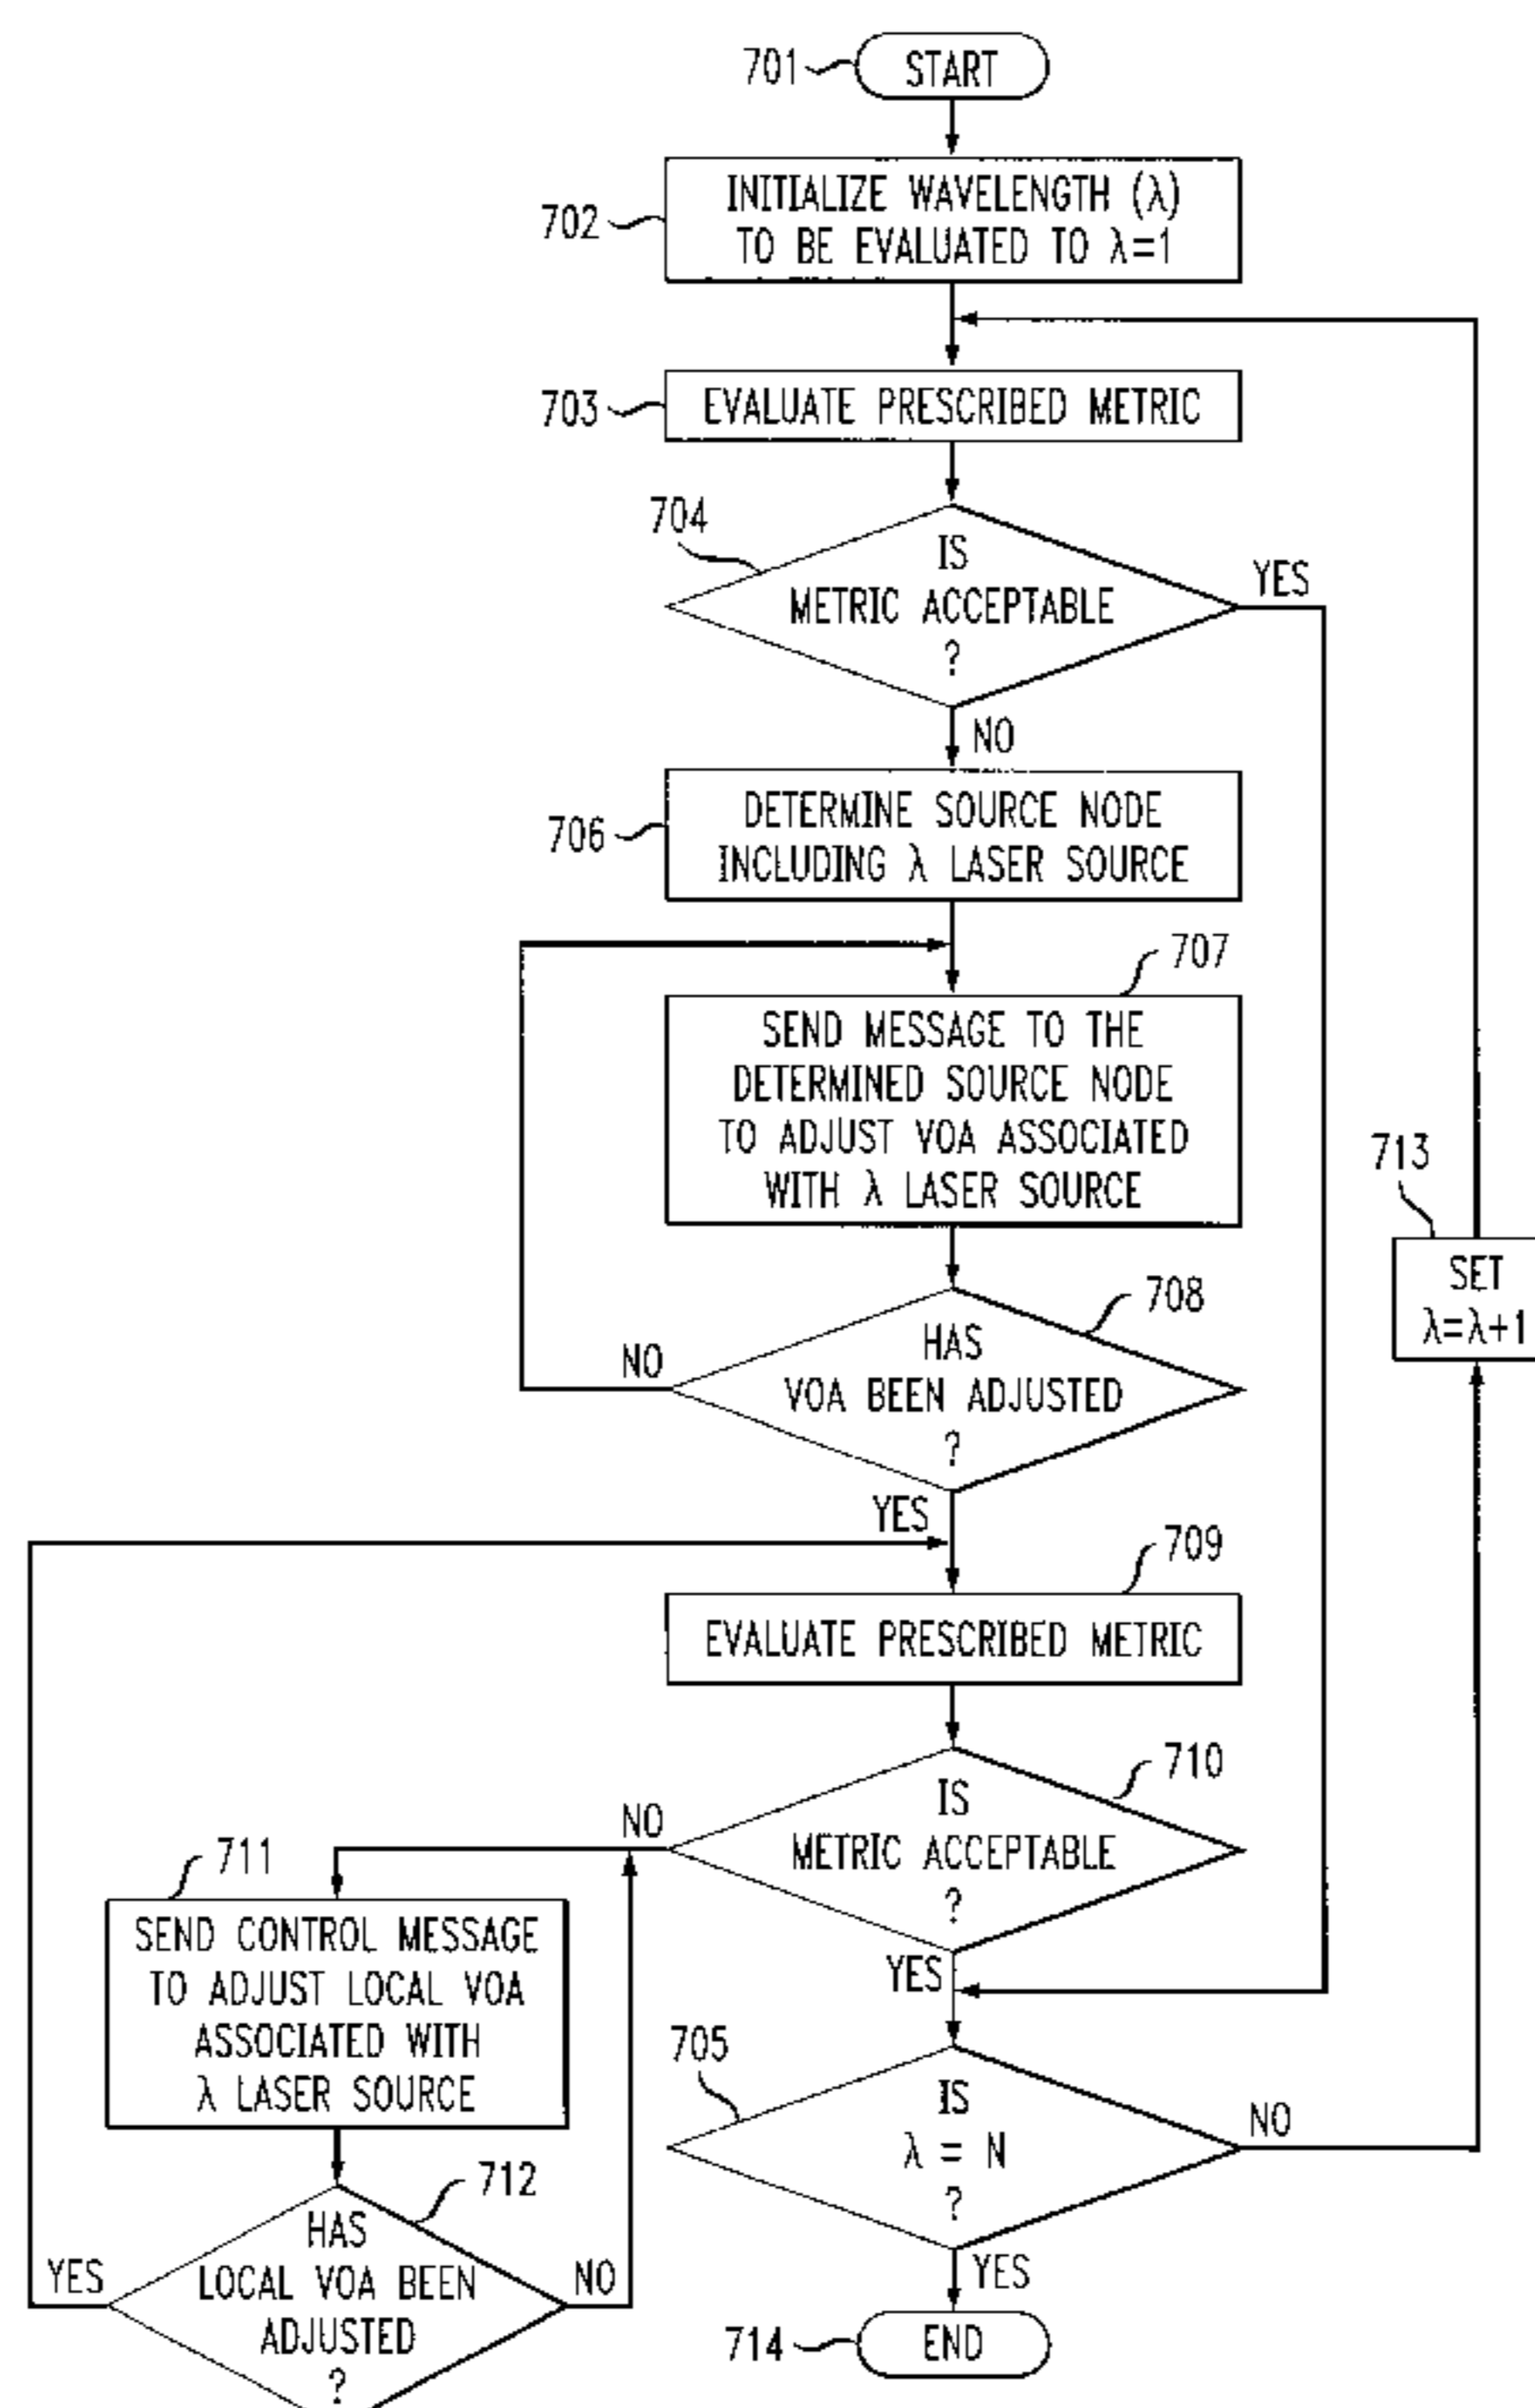 701
START
702
INITIALIZE WAVELENGTH (λ)
TO BE EVALUATED TO λ=1
703
EVALUATE PRESCRIBED METRIC
704
IS
METRIC ACCEPTABLE
?
YES
NO
706
DETERMINE SOURCE NODE
INCLUDING λ LASER SOURCE
707
SEND MESSAGE TO THE
DETERMINED SOURCE NODE
TO ADJUST VOA ASSOCIATED
WITH λ LASER SOURCE
713
SET
λ=λ+1
708
HAS
VOA BEEN ADJUSTED
?
NO
YES
709
EVALUATE PRESCRIBED METRIC
710
IS
METRIC ACCEPTABLE
?
NO
YES
711
SEND CONTROL MESSAGE
TO ADJUST LOCAL VOA
ASSOCIATED WITH
λ LASER SOURCE
705
IS
λ = N
?
NO
YES
712
HAS
LOCAL VOA BEEN
ADJUSTED
?
YES
NO
714
END